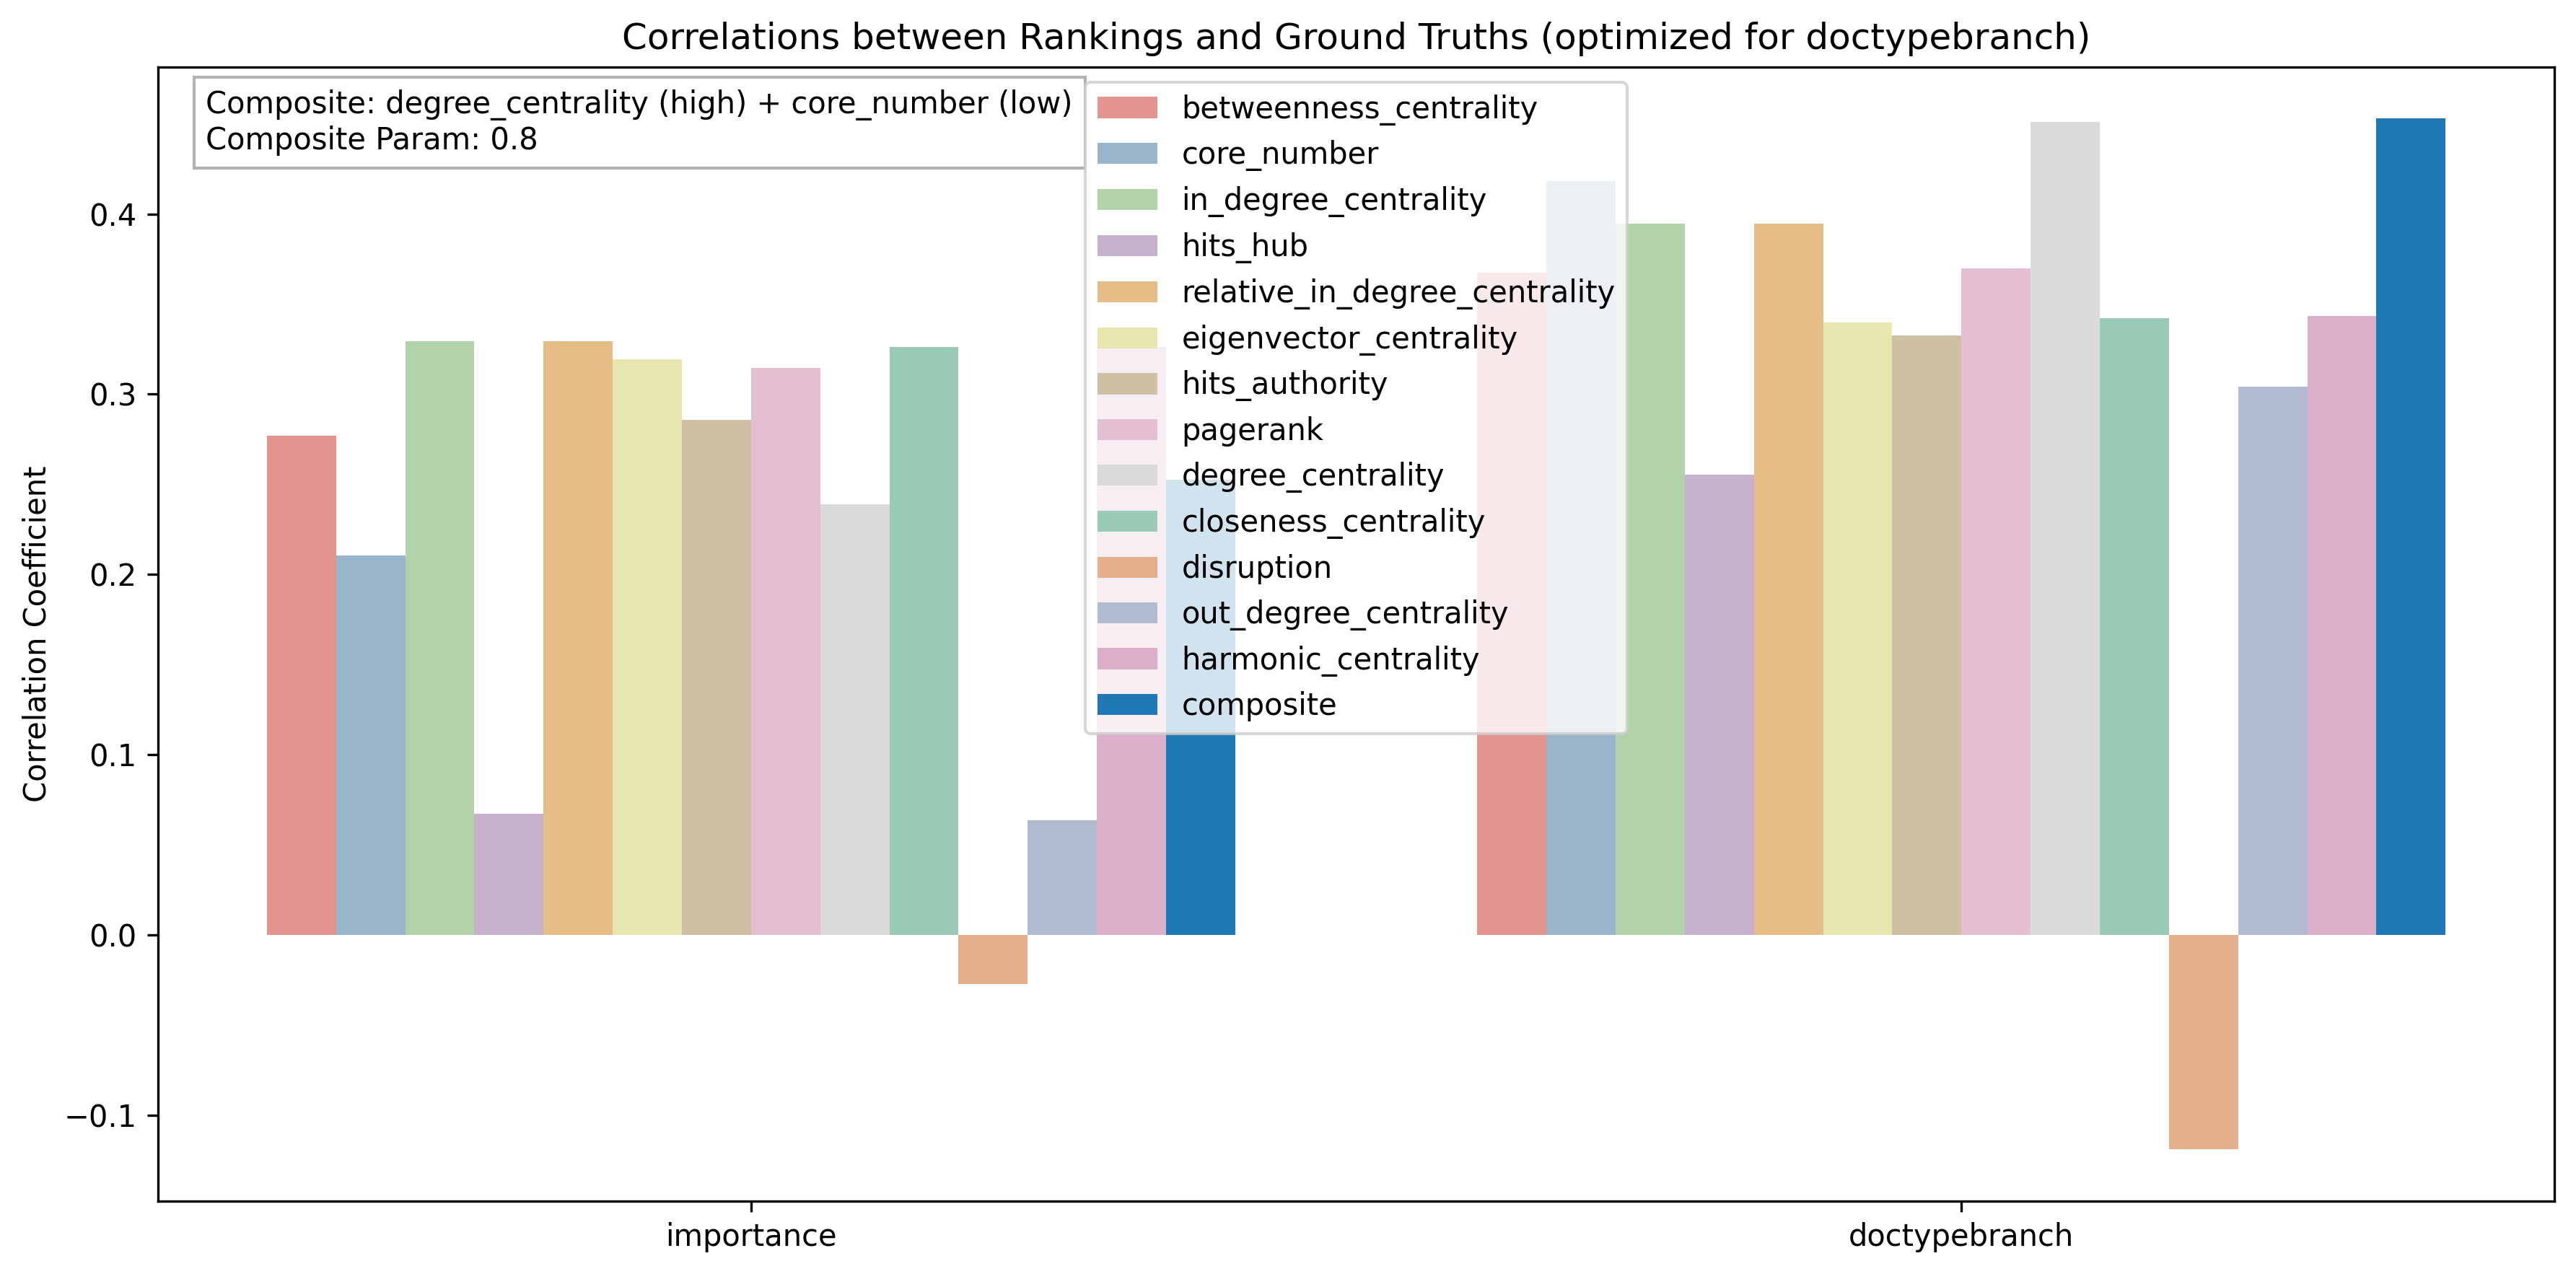 Correlations between Rankings and Ground Truths (optimized for doctypebranch)
Composite: degree_centrality (high) + core_number (low)
Composite Param: 0.8
betweenness_centrality
core_number
in_degree_centrality
hits_hub
relative_in_degree_centrality
eigenvector_centrality
hits_authority
pagerank
degree_centrality
closeness_centrality
disruption
out_degree_centrality
harmonic_centrality
composite
Correlation Coefficient
0.4
0.3
0.2
0.1
0.0
−0.1
importance
doctypebranch